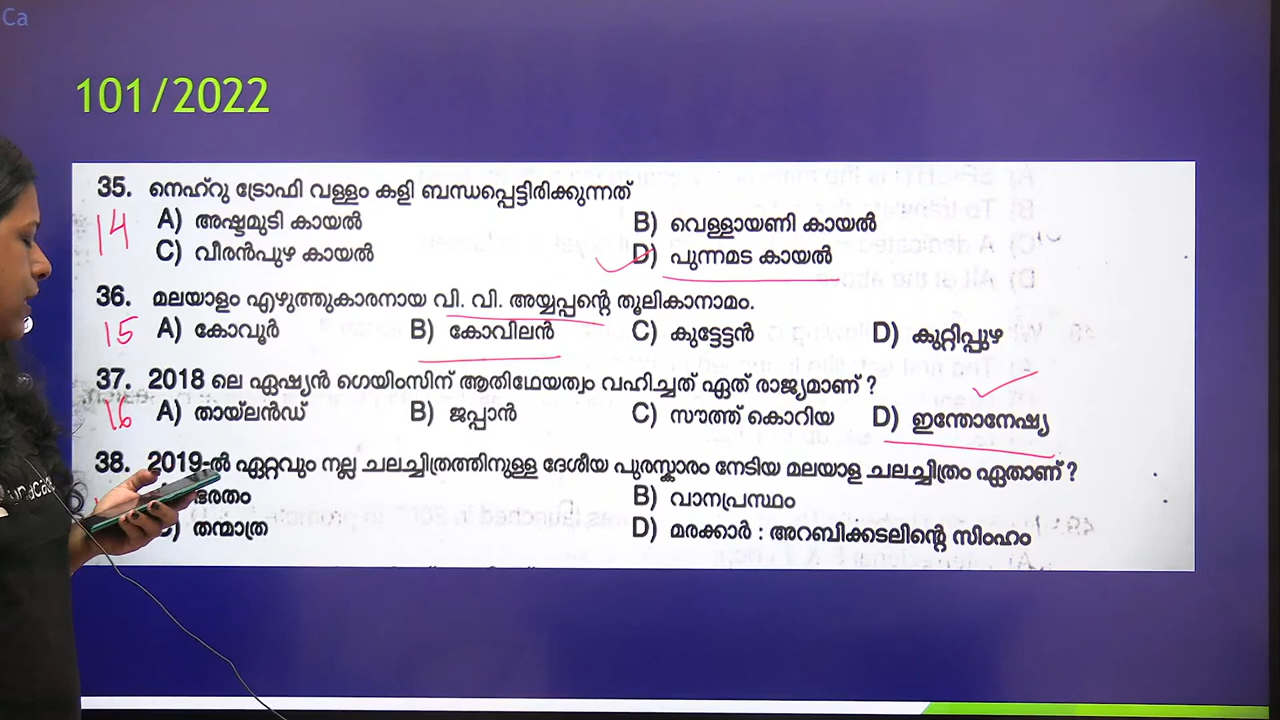 Ca
101/2022
35. നെഹ്റു ട്രോഫി വള്ളം കളി ബന്ധപ്പെട്ടിരിക്കുന്നത്
14
A) അഷ്ടമുടി കായൽ B) വെള്ളായണി കായൽ
C) വീരൻപുഴ കായൽ D) പുന്നമട കായൽ
36. മലയാളം എഴുത്തുകാരനായ വി. വി. അയ്യപ്പന്റെ തൂലികാനാമം.
15 A) കോവൂർ B) കോവിലൻ C) കുട്ടേട്ടൻ D) കുറ്റിപ്പുഴ
37. 2018 ലെ ഏഷ്യൻ ഗെയിംസിന് ആതിഥേയത്വം വഹിച്ചത് ഏത് രാജ്യമാണ് ?
16 A) തായ്‌ലൻഡ് B) ജപ്പാൻ C) സൗത്ത് കൊറിയ D) ഇന്തോനേഷ്യ
38. 2019-ൽ ഏറ്റവും നല്ല ചലച്ചിത്രത്തിനുള്ള ദേശീയ പുരസ്കാരം നേടിയ മലയാള ചലച്ചിത്രം ഏതാണ് ?
ഭരതം B) വാനപ്രസ്ഥം
തന്മാത്ര D) മരക്കാർ : അറബിക്കടലിന്റെ സിംഹം